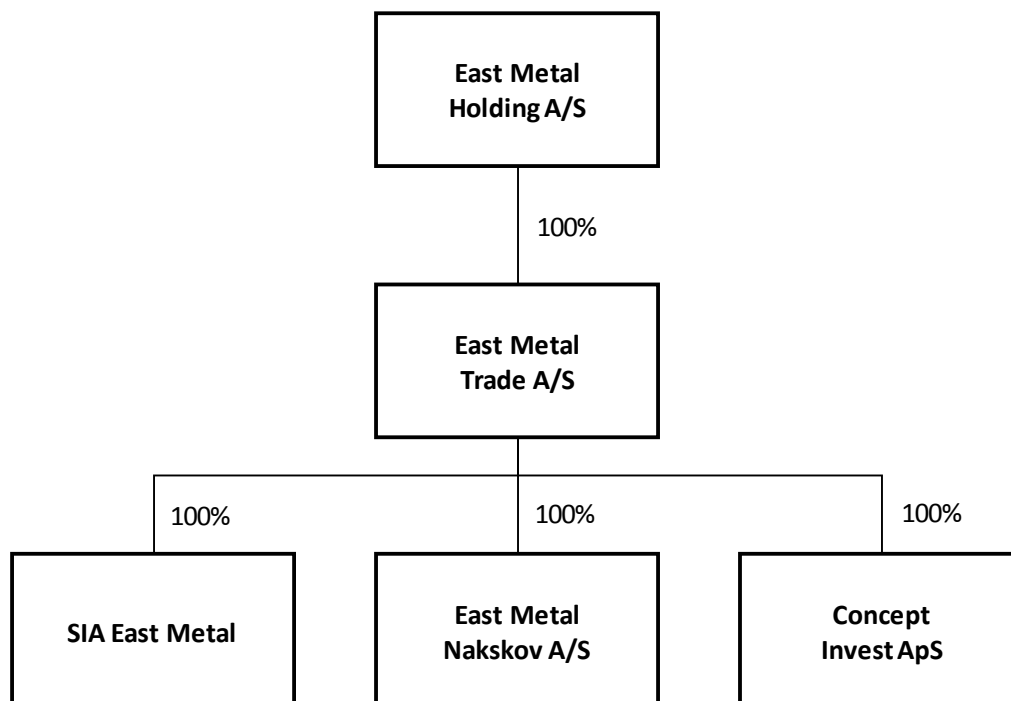 East Metal
Holding A/S
100%
East Metal
Trade A/S
100%
100%
100%
SIA East Metal
East Metal
Nakskov A/S
Concept
Invest ApS